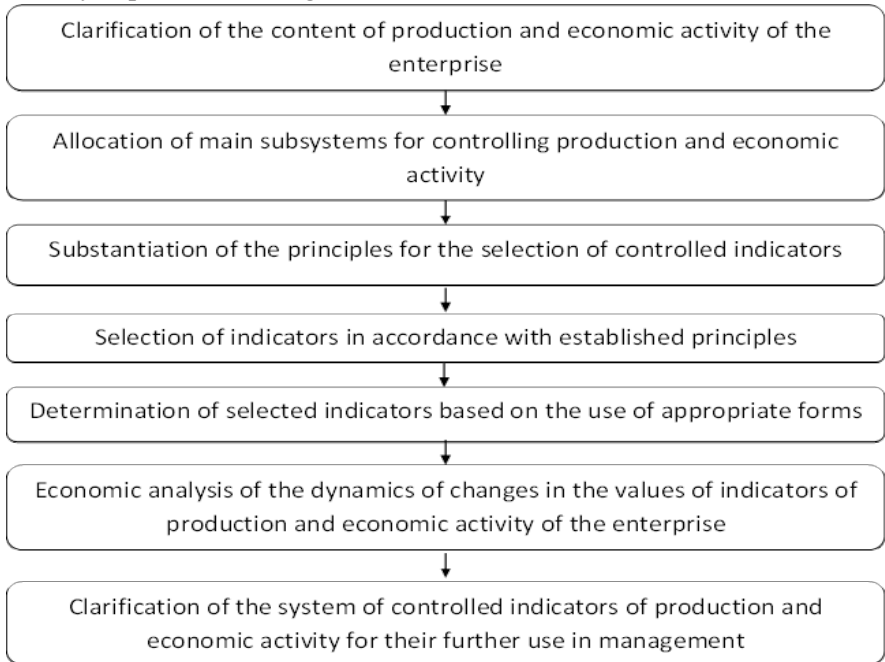 Clarification of the content of production and economic activity of the
enterprise
Allocation of main subsystems for controlling production and economic
activity
Substantiation of the principles for the selection of controlled indicators
Selection of indicators in accordance with established principles
Determination of selected indicators based on the use of appropriate forms
Economic analysis of the dynamics of changes in the values of indicators of
production and economic activity of the enterprise
Clarification of the system of controlled indicators of production and
economic activity for their further use in management